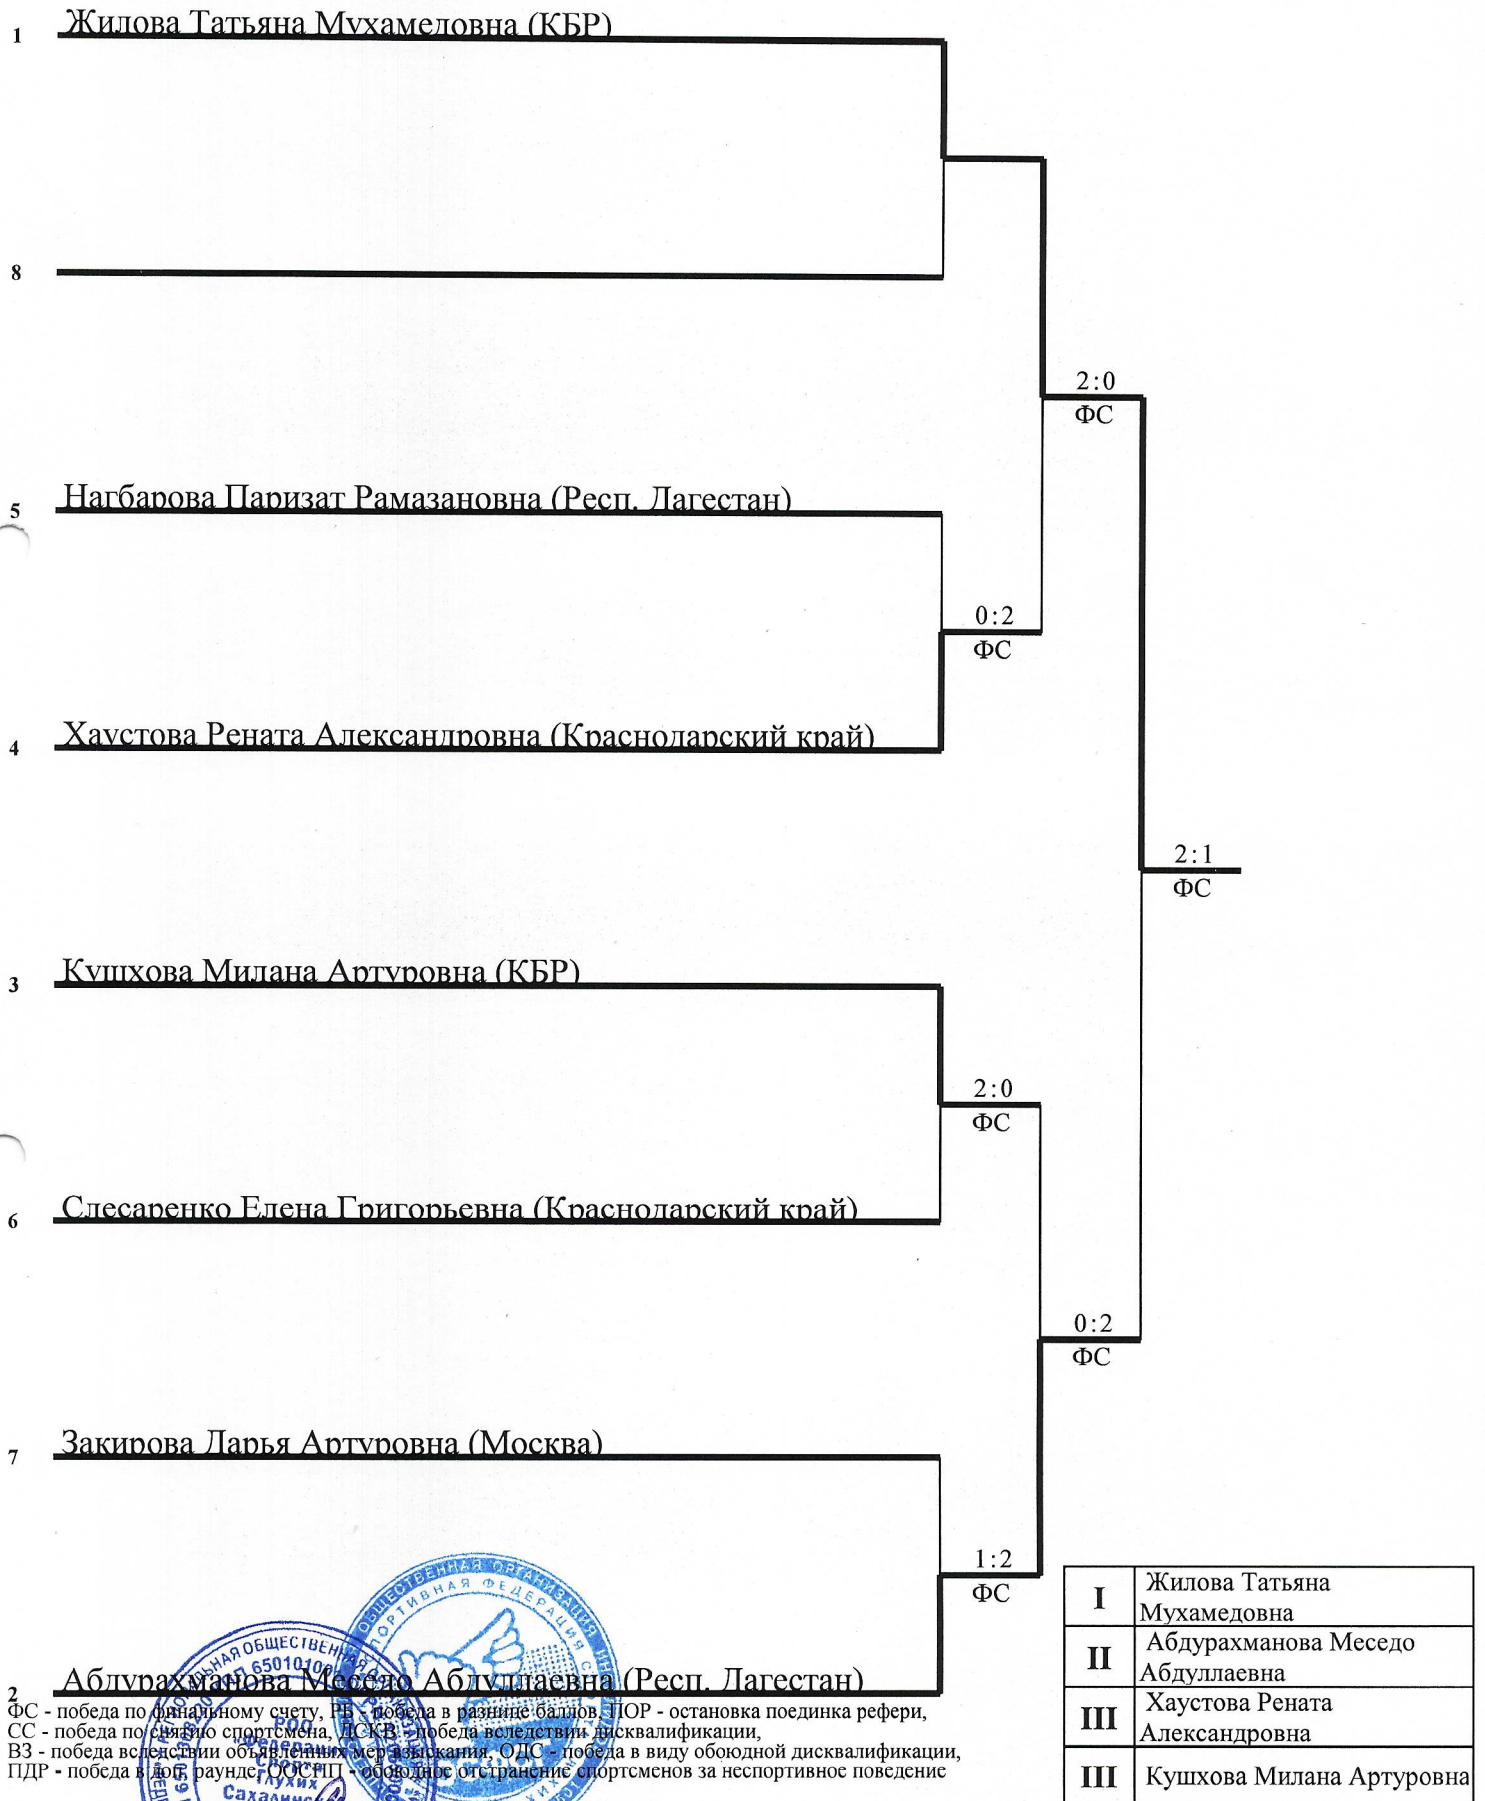 1 Жилова Татьяна Мухамедовна (КБР)
8
2:0
ФС
5 Нагбарова Паризат Рамазановна (Респ. Дагестан)
0:2
ФС
4 Хаустова Рената Александровна (Краснодарский край)
2:1
ФС
3 Кушхова Милана Артуровна (КБР)
2:0
ФС
6 Слесаренко Елена Григорьевна (Краснодарский край)
0:2
ФС
7 Закирова Дарья Артуровна (Москва)
1:2
ФС
2 Абдурахманова Меседо Абдуллаевна (Респ. Дагестан)
ФС - победа по финальному счету, РБ - победа в разнице баллов, ПОР - остановка поединка рефери,
СС - победа по снятию спортсмена, ДСКВ - победа вследствии дисквалификации,
ВЗ - победа вследствии объявленных мер взыскания, ОДС - победа в виду обоюдной дисквалификации,
ПДР - победа в доп. раунде, ООСНП - обоюдное отстранение спортсменов за неспортивное поведение
I Жилова Татьяна
Мухамедовна
II Абдурахманова Меседо
Абдуллаевна
III Хаустова Рената
Александровна
III Кушхова Милана Артуровна
РОО
"Федерация
спорта
глухих